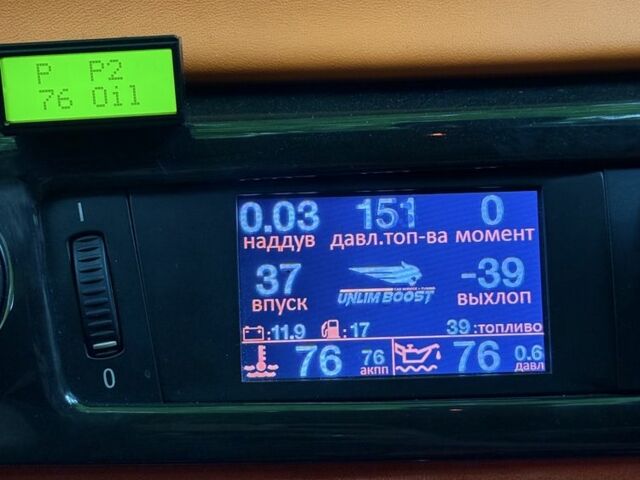 P P2
76 Oil
0.03 151 0
наддув давл.топ-ва момент
37 -39
впуск UNLIM BOOST выхлоп
:11.9 :17 39 :топливо
76 76 акпп 76 0.6 давл
I
0